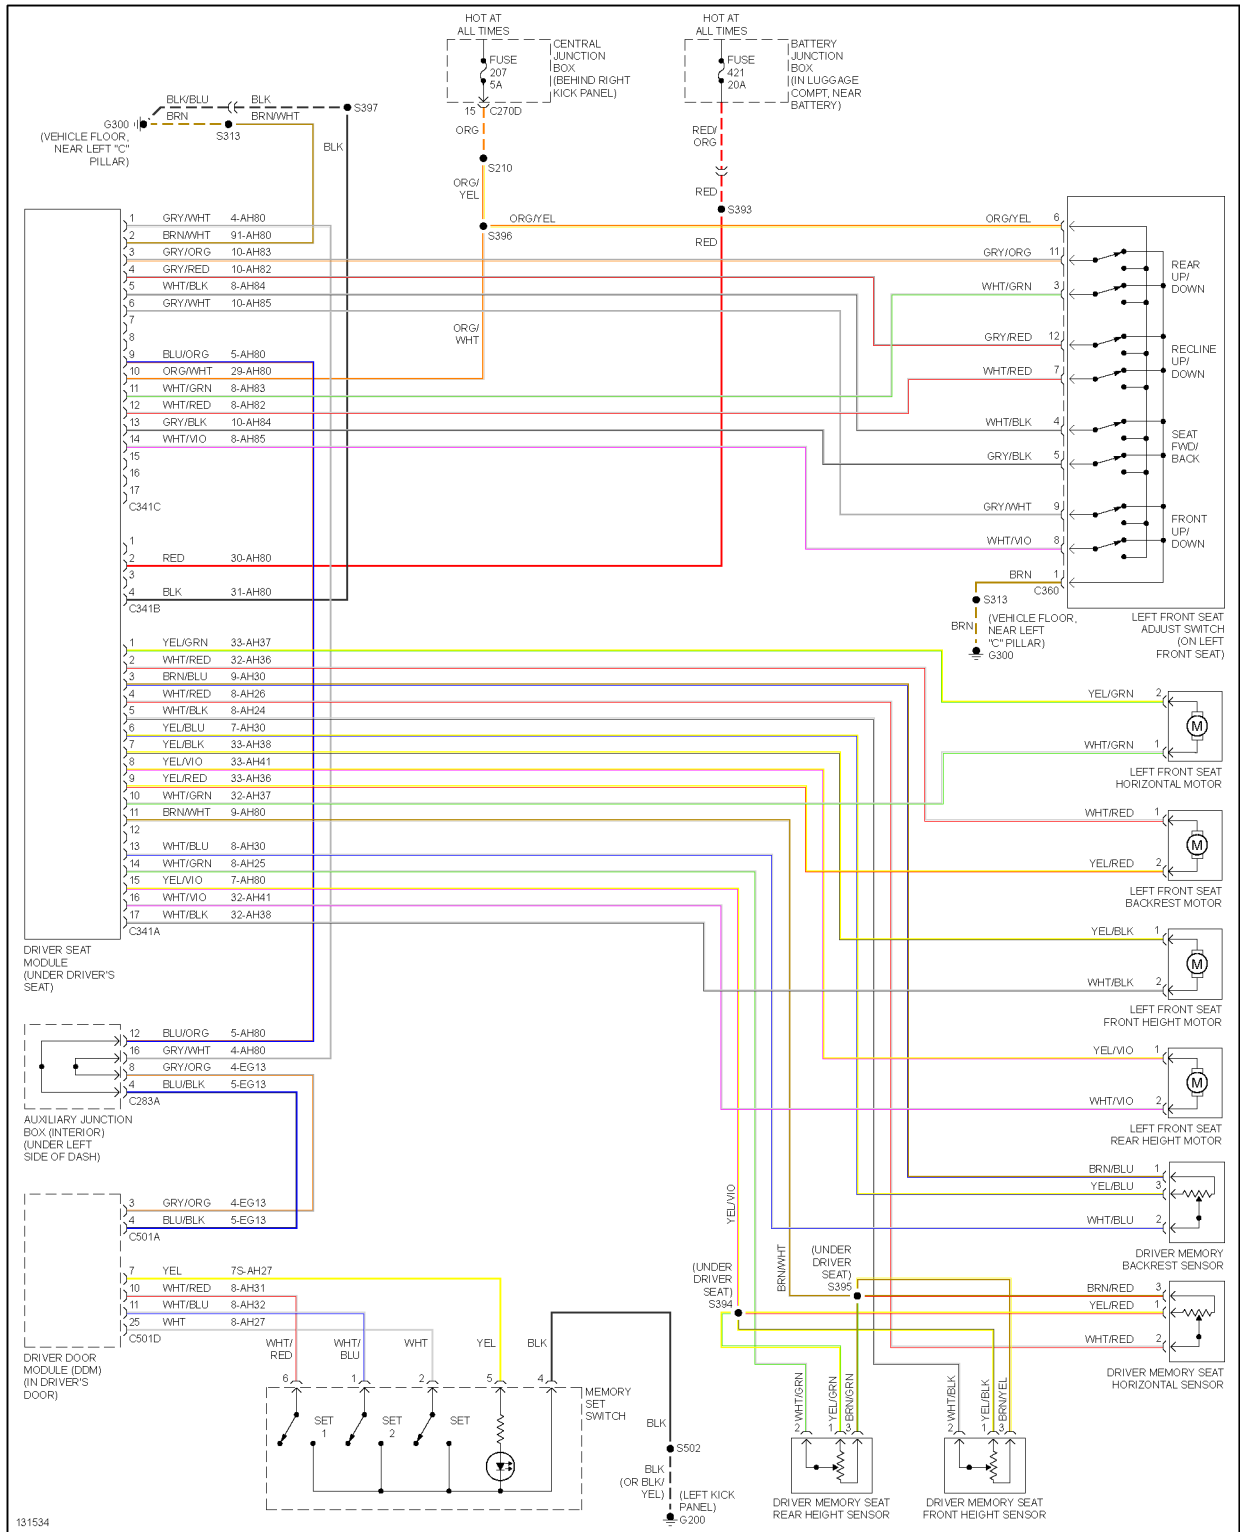 HOT AT
ALL TIMES
HOT AT
ALL TIMES
FUSE
207
5A
CENTRAL
JUNCTION
BOX
(BEHIND RIGHT
KICK PANEL)
FUSE
421
20A
BATTERY
JUNCTION
BOX
(IN LUGGAGE
COMPT, NEAR
BATTERY)
15 C270D
ORG
S210
ORG/
YEL
S396
ORG/YEL
ORG/
WHT
RED/
ORG
RED
S393
RED
BLK/BLU BLK
S397
BRN BRN/WHT
G300
S313
(VEHICLE FLOOR,
NEAR LEFT "C"
PILLAR)
BLK
1 GRY/WHT 4-AH80
2 BRN/WHT 91-AH80
3 GRY/ORG 10-AH83
4 GRY/RED 10-AH82
5 WHT/BLK 8-AH84
6 GRY/WHT 10-AH85
7
8
9 BLU/ORG 5-AH80
10 ORG/WHT 29-AH80
11 WHT/GRN 8-AH83
12 WHT/RED 8-AH82
13 GRY/BLK 10-AH84
14 WHT/VIO 8-AH85
15
16
17
C341C
1
2 RED 30-AH80
3
4 BLK 31-AH80
C341B
1 YEL/GRN 33-AH37
2 WHT/RED 32-AH36
3 BRN/BLU 9-AH30
4 WHT/RED 8-AH26
5 WHT/BLK 8-AH24
6 YEL/BLU 7-AH30
7 YEL/BLK 33-AH38
8 YEL/VIO 33-AH41
9 YEL/RED 33-AH36
10 WHT/GRN 32-AH37
11 BRN/WHT 9-AH80
12
13 WHT/BLU 8-AH30
14 WHT/GRN 8-AH25
15 YEL/VIO 7-AH80
16 WHT/VIO 32-AH41
17 WHT/BLK 32-AH38
C341A
DRIVER SEAT
MODULE
(UNDER DRIVER'S
SEAT)
ORG/YEL 6
GRY/ORG 11
WHT/GRN 3
GRY/RED 12
WHT/RED 7
WHT/BLK 4
GRY/BLK 5
GRY/WHT 9
WHT/VIO 8
BRN 1
C360
REAR
UP/
DOWN
RECLINE
UP/
DOWN
SEAT
FWD/
BACK
FRONT
UP/
DOWN
S313
(VEHICLE FLOOR,
NEAR LEFT
"C" PILLAR)
BRN
G300
LEFT FRONT SEAT
ADJUST SWITCH
(ON LEFT
FRONT SEAT)
YEL/GRN 2
M
WHT/GRN 1
LEFT FRONT SEAT
HORIZONTAL MOTOR
WHT/RED 1
M
YEL/RED 2
LEFT FRONT SEAT
BACKREST MOTOR
YEL/BLK 1
M
WHT/BLK 2
LEFT FRONT SEAT
FRONT HEIGHT MOTOR
YEL/VIO 1
M
WHT/VIO 2
LEFT FRONT SEAT
REAR HEIGHT MOTOR
BRN/BLU 1
YEL/BLU 3
WHT/BLU 2
DRIVER MEMORY
BACKREST SENSOR
BRN/RED 3
YEL/RED 1
WHT/RED 2
DRIVER MEMORY SEAT
HORIZONTAL SENSOR
12 BLU/ORG 5-AH80
16 GRY/WHT 4-AH80
8 GRY/ORG 4-EG13
4 BLU/BLK 5-EG13
C283A
AUXILIARY JUNCTION
BOX (INTERIOR)
(UNDER LEFT
SIDE OF DASH)
3 GRY/ORG 4-EG13
4 BLU/BLK 5-EG13
C501A
7 YEL 7S-AH27
10 WHT/RED 8-AH31
11 WHT/BLU 8-AH32
25 WHT 8-AH27
C501D
DRIVER DOOR
MODULE (DDM)
(IN DRIVER'S
DOOR)
WHT/
RED
WHT/
BLU
WHT
YEL
BLK
6 1 2 5 4
MEMORY
SET
SWITCH
SET
1
SET
2
SET
BLK
S502
BLK
(OR BLK/
YEL)
(LEFT KICK
PANEL)
G200
YEL/VIO
BRN/WHT
(UNDER
DRIVER
SEAT)
S394
(UNDER
DRIVER
SEAT)
S395
2 WHT/GRN
1 YEL/GRN
3 BRN/GRN
2 WHT/BLK
1 YEL/BLK
3 BRN/YEL
DRIVER MEMORY SEAT
REAR HEIGHT SENSOR
DRIVER MEMORY SEAT
FRONT HEIGHT SENSOR
131534